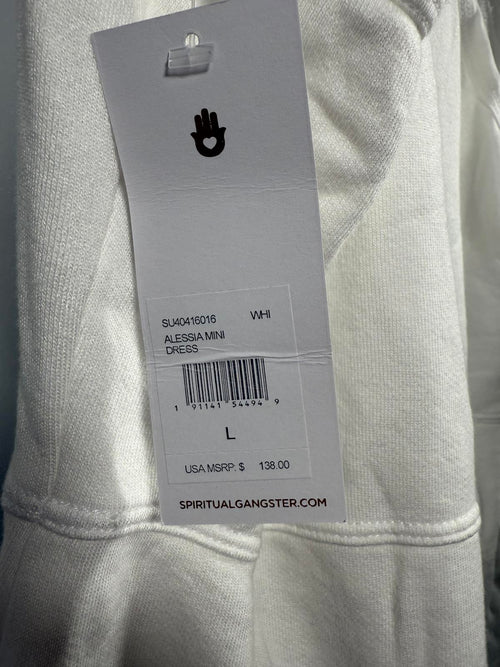 SU40416016 WHI
ALESSIA MINI
DRESS
1 91141 54494 9
L
USA MSRP: $ 138.00
SPIRITUALGANGSTER.COM